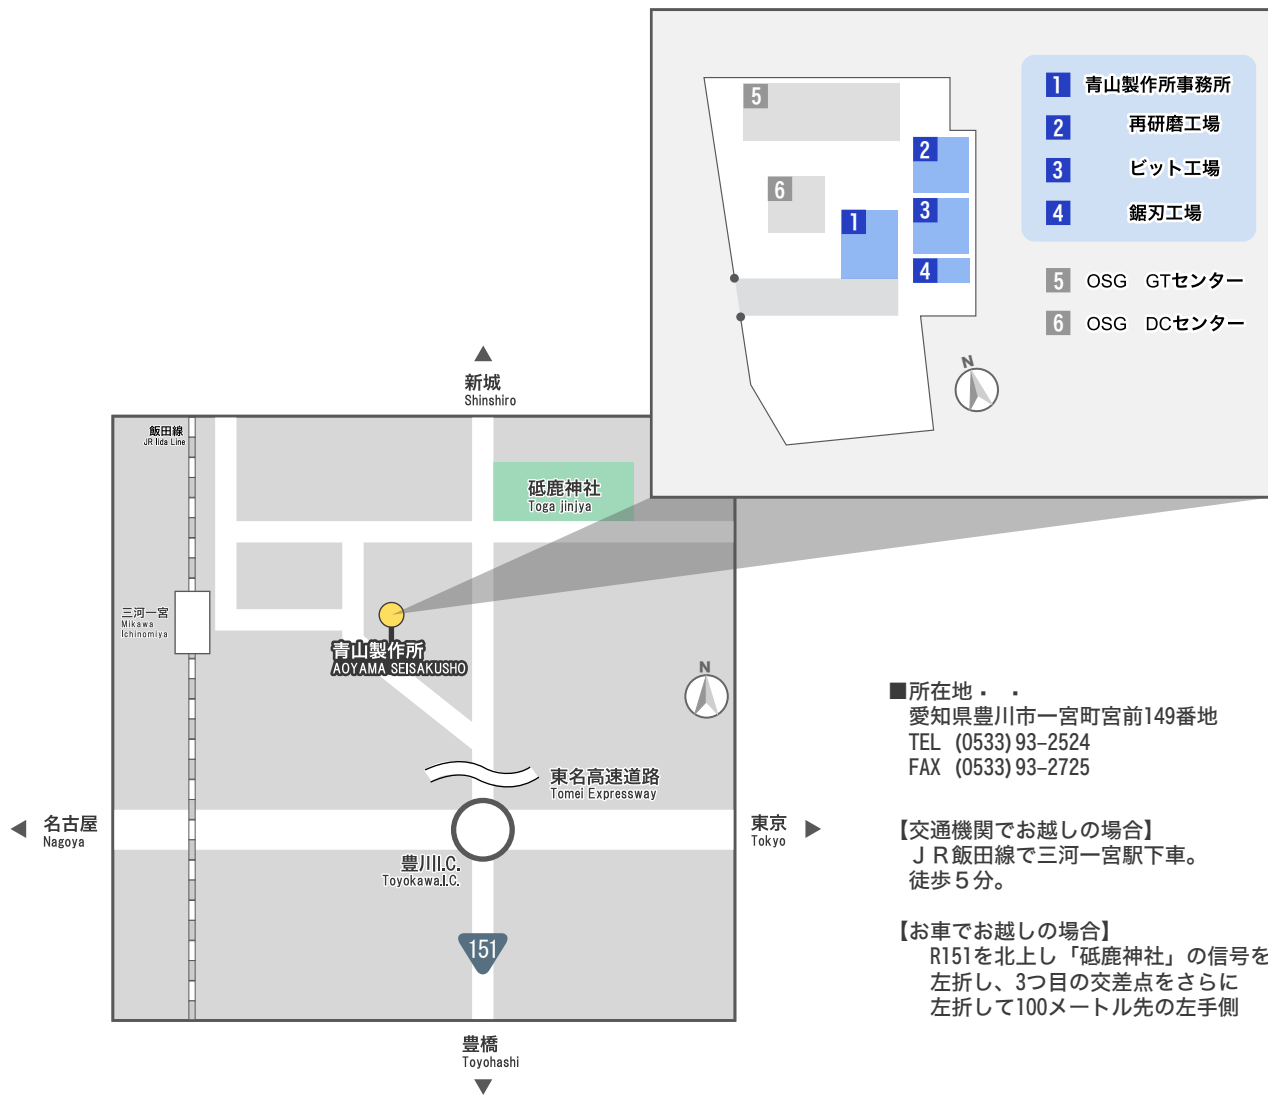 5
6
1
2
3
4
1 青山製作所事務所
2 再研磨工場
3 ビット工場
4 鋸刃工場
5 OSG GTセンター
6 OSG DCセンター
N
新城
Shinshiro
飯田線
JR Iida Line
砥鹿神社
Toga jinjya
三河一宮
Mikawa
Ichinomiya
青山製作所
AOYAMA SEISAKUSHO
N
東名高速道路
Tomei Expressway
名古屋
Nagoya
東京
Tokyo
豊川I.C.
Toyokawa.I.C.
151
豊橋
Toyohashi
■所在地・ ・
愛知県豊川市一宮町宮前149番地
TEL (0533)93-2524
FAX (0533)93-2725
【交通機関でお越しの場合】
ＪＲ飯田線で三河一宮駅下車。
徒歩５分。
【お車でお越しの場合】
R151を北上し「砥鹿神社」の信号を
左折し、3つ目の交差点をさらに
左折して100メートル先の左手側